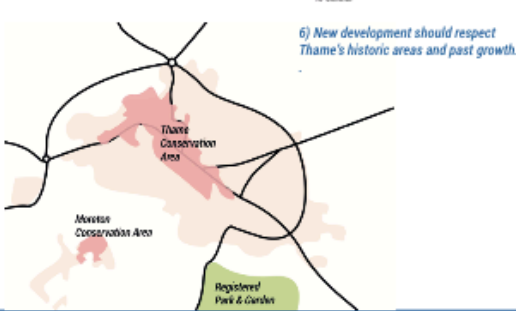 6) New development should respect
Thame's historic areas and past growth.
Thame
Conservation
Area
Moreton
Conservation Area
Registered
Park & Garden